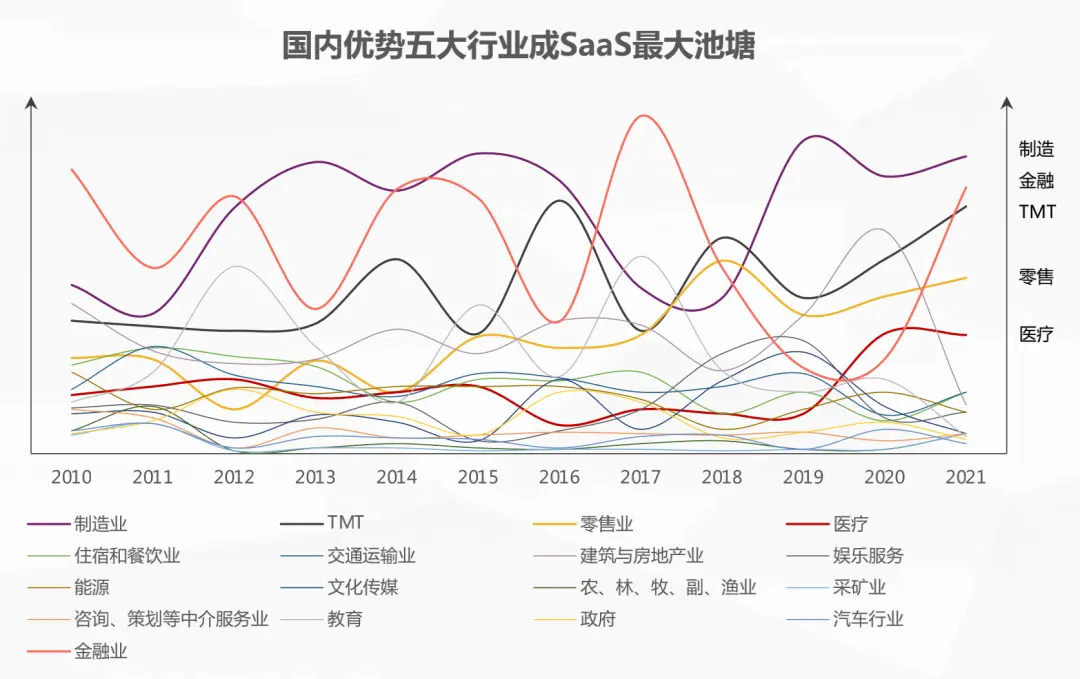 国内优势五大行业成SaaS最大池塘
制造
金融
TMT
零售
医疗
2010 2011 2012 2013 2014 2015 2016 2017 2018 2019 2020 2021
制造业 TMT 零售业 医疗
住宿和餐饮业 交通运输业 建筑与房地产业 娱乐服务
能源 文化传媒 农、林、牧、副、渔业 采矿业
咨询、策划等中介服务业 教育 政府 汽车行业
金融业